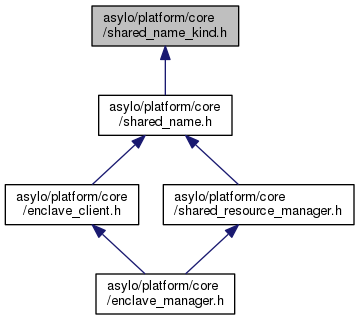 asylo/platform/core
/shared_name_kind.h
asylo/platform/core
/shared_name.h
asylo/platform/core
/enclave_client.h
asylo/platform/core
/shared_resource_manager.h
asylo/platform/core
/enclave_manager.h